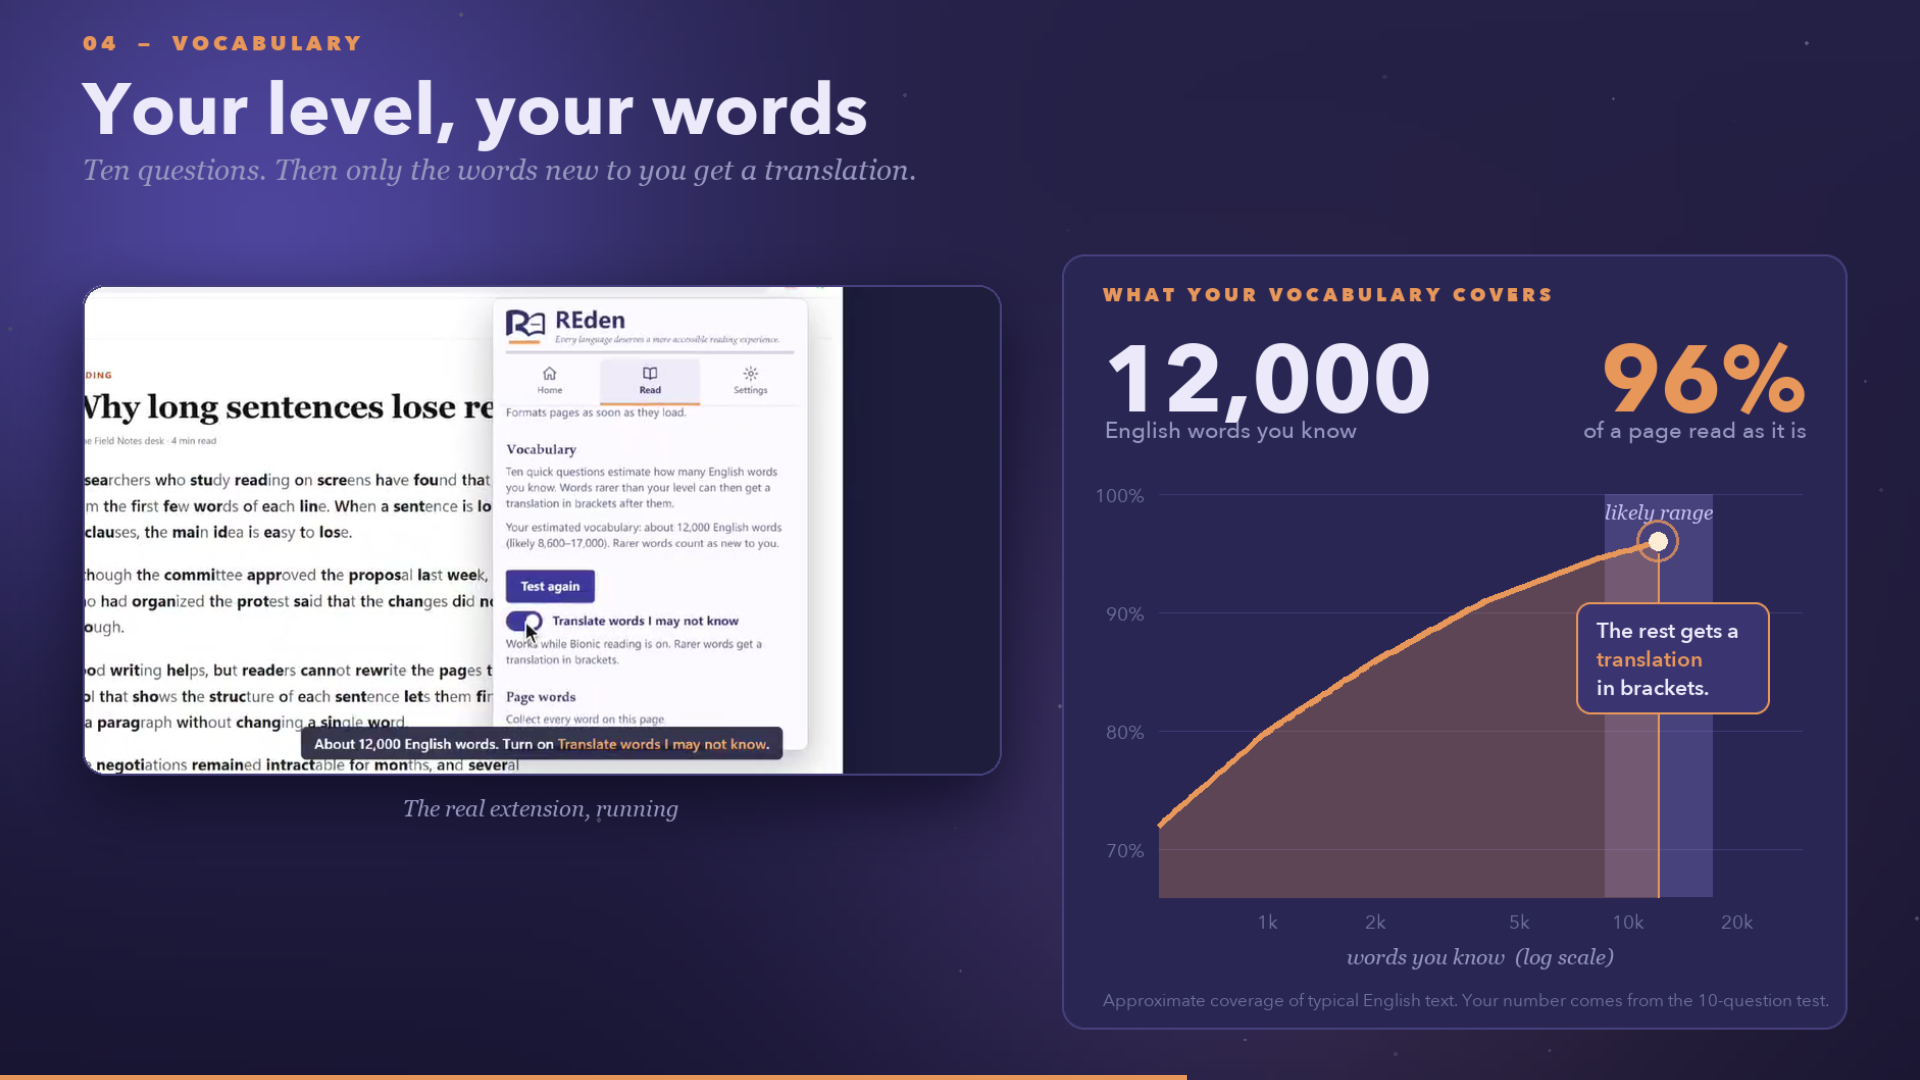 04 – VOCABULARY
Your level, your words
Ten questions. Then only the words new to you get a translation.
DING
Why long sentences lose re
e Field Notes desk · 4 min read
searchers who study reading on screens have found that
m the first few words of each line. When a sentence is lo
clauses, the main idea is easy to lose.
hough the committee approved the proposal last week,
o had organized the protest said that the changes did no
ough.
od writing helps, but readers cannot rewrite the pages t
ol that shows the structure of each sentence lets them fin
a paragraph without changing a single word.
negotiations remained intractable for months, and several
REden
Every language deserves a more accessible reading experience.
Home
Read
Settings
Formats pages as soon as they load.
Vocabulary
Ten quick questions estimate how many English words
you know. Words rarer than your level can then get a
translation in brackets after them.
Your estimated vocabulary: about 12,000 English words
(likely 8,600–17,000). Rarer words count as new to you.
Test again
Translate words I may not know
Works while Bionic reading is on. Rarer words get a
translation in brackets.
Page words
Collect every word on this page
About 12,000 English words. Turn on Translate words I may not know.
The real extension, running
WHAT YOUR VOCABULARY COVERS
12,000
English words you know
96%
of a page read as it is
100%
90%
80%
70%
likely range
The rest gets a
translation
in brackets.
1k
2k
5k
10k
20k
words you know (log scale)
Approximate coverage of typical English text. Your number comes from the 10-question test.